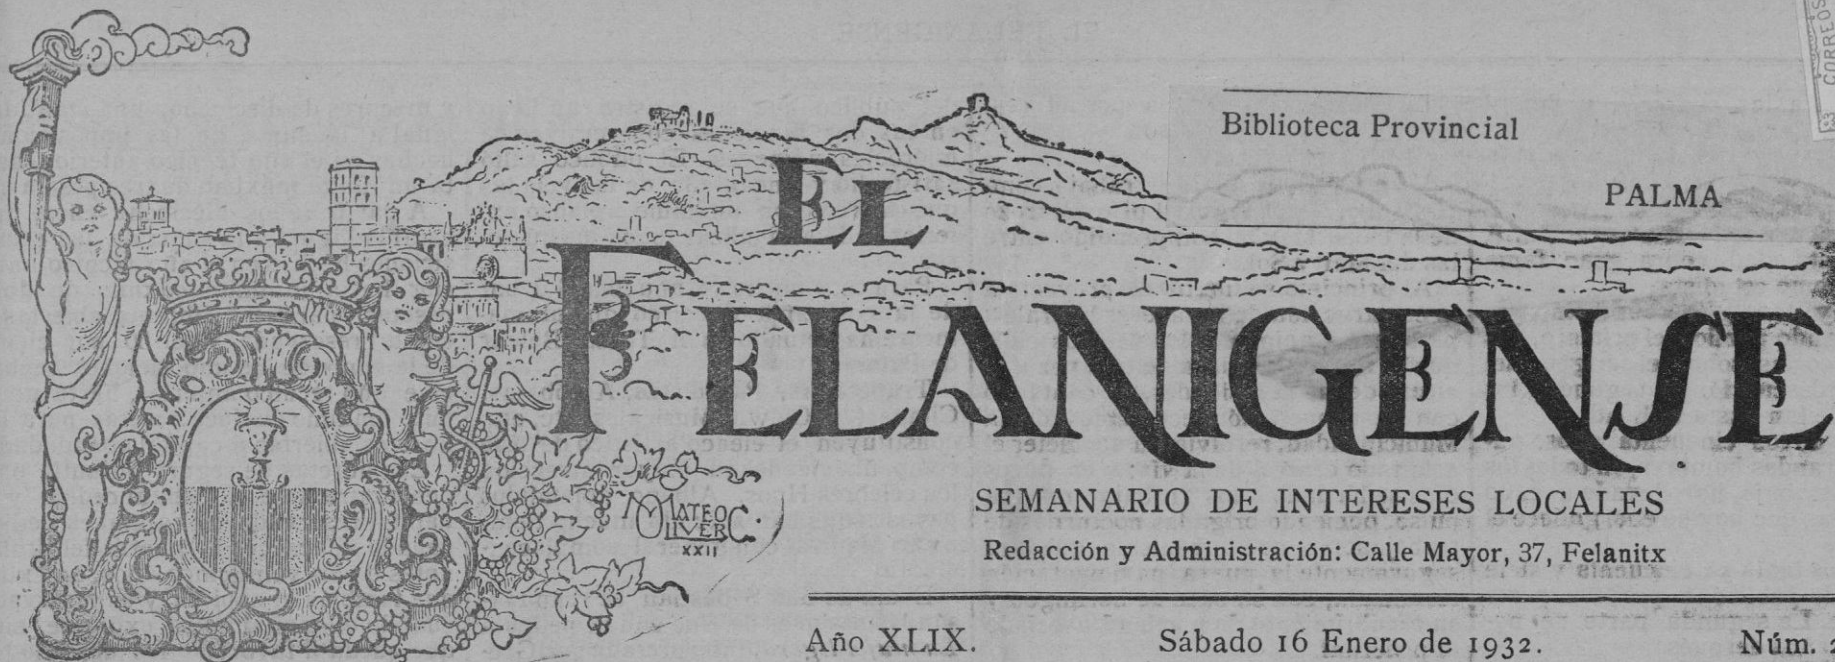 CORREOS
Biblioteca Provincial
PALMA
EL
FELANIGENSE
MATEO C.
XXII
SEMANARIO DE INTERESES LOCALES
Redacción y Administración: Calle Mayor, 37, Felanitx
Año XLIX.
Sábado 16 Enero de 1932.
Núm.